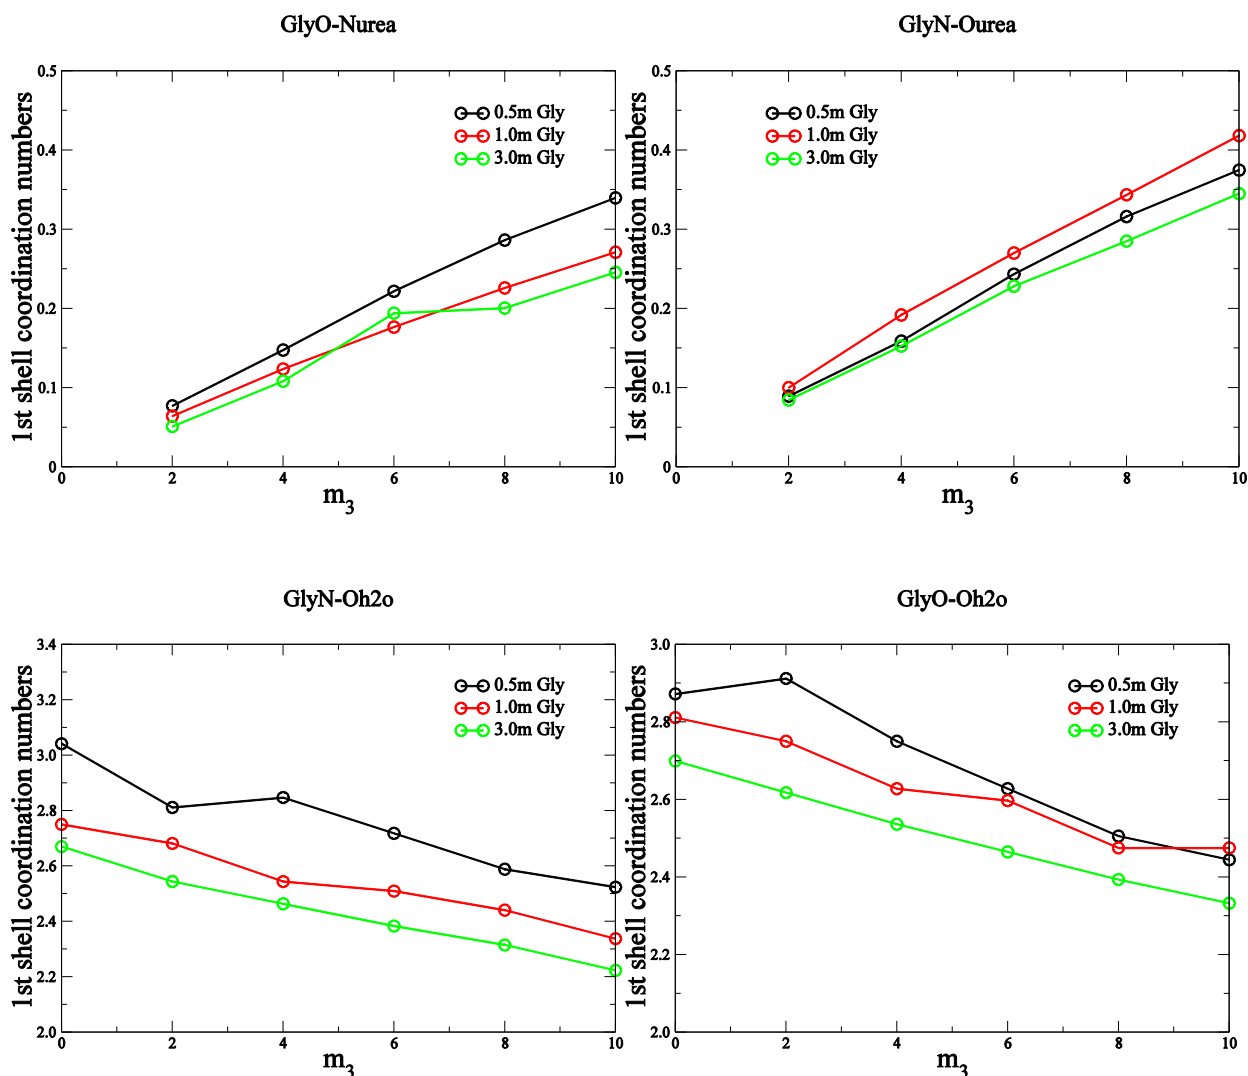 GlyO-Nurea
GlyN-Ourea
1st shell coordination numbers
0.5
0.4
0.3
0.2
0.1
0
0.5m Gly
1.0m Gly
3.0m Gly
0 2 4 6 8 10
m3
1st shell coordination numbers
0.5
0.4
0.3
0.2
0.1
0
0.5m Gly
1.0m Gly
3.0m Gly
0 2 4 6 8 10
m3
GlyN-Oh2o
GlyO-Oh2o
1st shell coordination numbers
3.4
3.2
3.0
2.8
2.6
2.4
2.2
2.0
0.5m Gly
1.0m Gly
3.0m Gly
0 2 4 6 8 10
m3
1st shell coordination numbers
3.0
2.8
2.6
2.4
2.2
2.0
0.5m Gly
1.0m Gly
3.0m Gly
0 2 4 6 8 10
m3